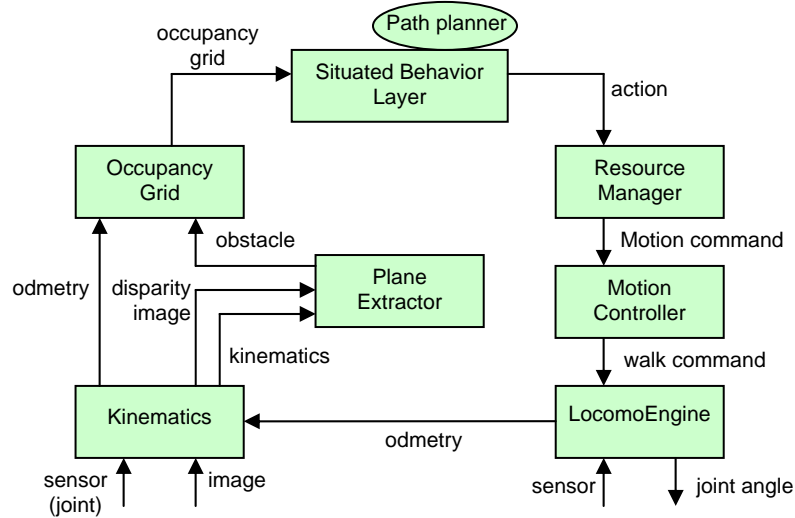 Path planner
occupancy
grid
Situated Behavior
Layer
action
Occupancy
Grid
Resource
Manager
obstacle
Motion command
odmetry
disparity
image
Plane
Extractor
Motion
Controller
kinematics
walk command
Kinematics
LocomoEngine
odmetry
sensor
(joint)
image
sensor
joint angle